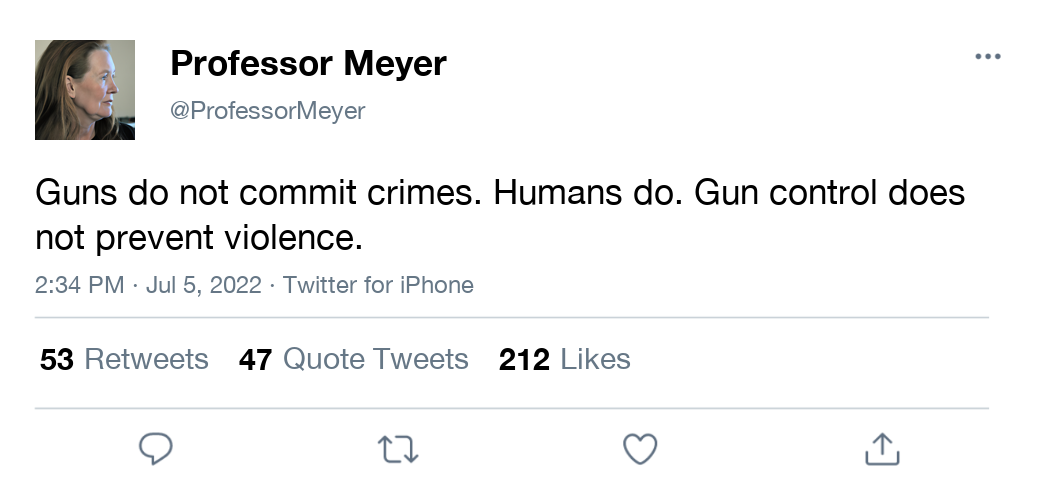 Professor Meyer
@ProfessorMeyer
Guns do not commit crimes. Humans do. Gun control does
not prevent violence.
2:34 PM · Jul 5, 2022 · Twitter for iPhone
53 Retweets 47 Quote Tweets 212 Likes